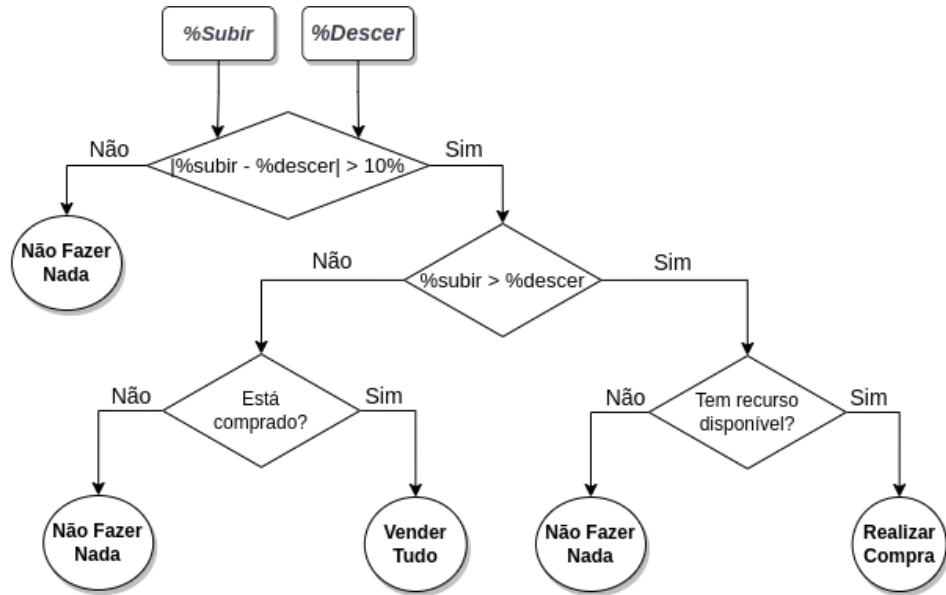 %Subir
%Descer
Não
|%subir - %descer| > 10%
Sim
Não Fazer
Nada
Não
%subir > %descer
Sim
Não
Está
comprado?
Sim
Não
Tem recurso
disponível?
Sim
Não Fazer
Nada
Vender
Tudo
Não Fazer
Nada
Realizar
Compra